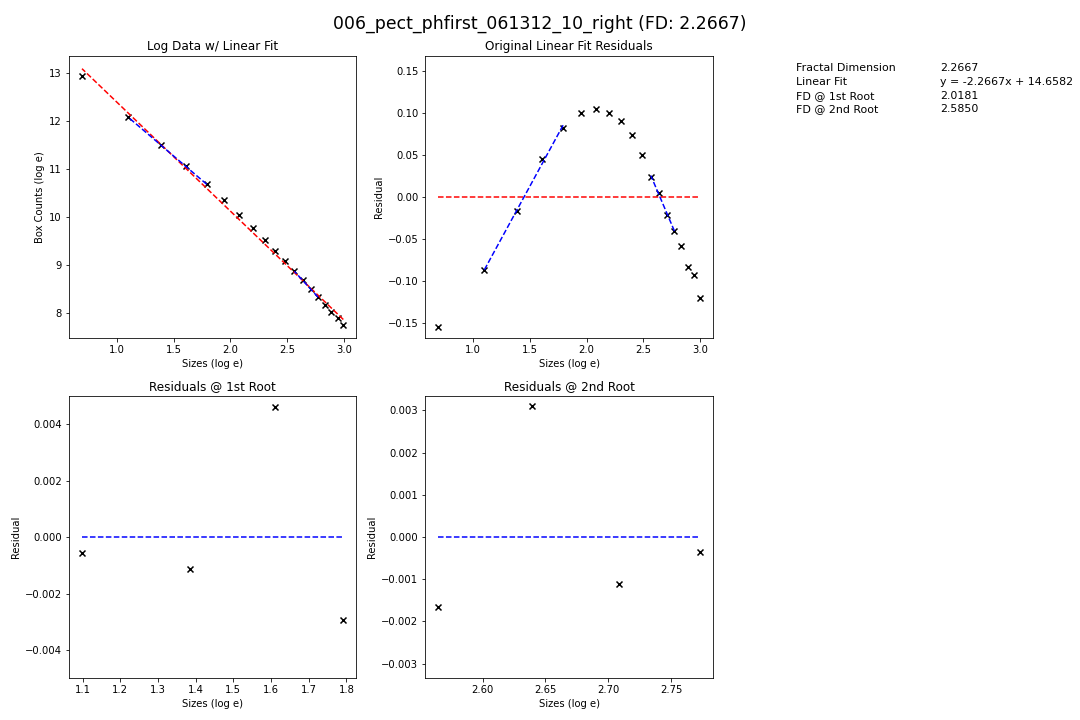 006_pect_phfirst_061312_10_right (FD: 2.2667)
Log Data w/ Linear Fit
13
12
11
10
9
8
Box Counts (log e)
1.0 1.5 2.0 2.5 3.0
Sizes (log e)
Original Linear Fit Residuals
0.15
0.10
0.05
0.00
−0.05
−0.10
−0.15
Residual
1.0 1.5 2.0 2.5 3.0
Sizes (log e)
Fractal Dimension 2.2667
Linear Fit y = -2.2667x + 14.6582
FD @ 1st Root 2.0181
FD @ 2nd Root 2.5850
Residuals @ 1st Root
0.004
0.002
0.000
−0.002
−0.004
Residual
1.1 1.2 1.3 1.4 1.5 1.6 1.7 1.8
Sizes (log e)
Residuals @ 2nd Root
0.003
0.002
0.001
0.000
−0.001
−0.002
−0.003
Residual
2.60 2.65 2.70 2.75
Sizes (log e)